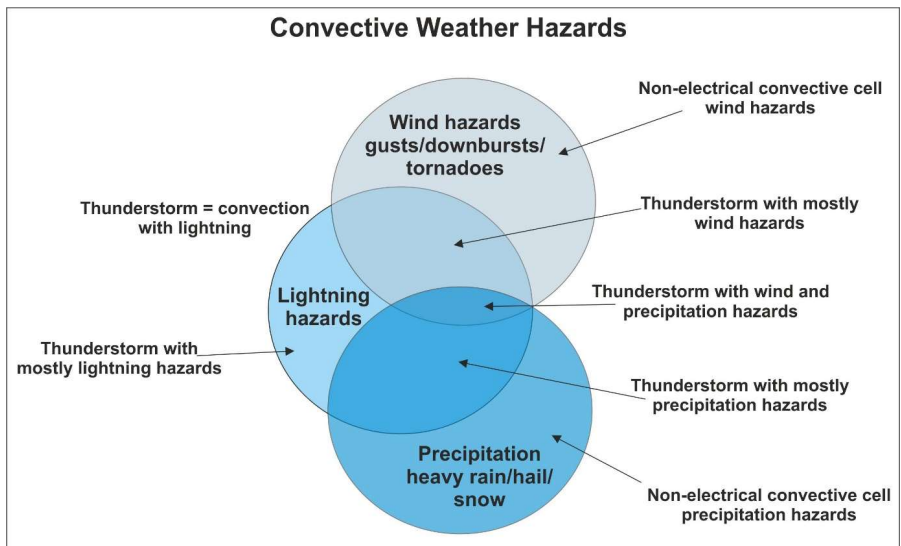 Convective Weather Hazards
Non-electrical convective cell
wind hazards
Wind hazards
gusts/downbursts/
tornadoes
Thunderstorm = convection
with lightning
Thunderstorm with mostly
wind hazards
Lightning
hazards
Thunderstorm with wind and
precipitation hazards
Thunderstorm with
mostly lightning hazards
Thunderstorm with mostly
precipitation hazards
Precipitation
heavy rain/hail/
snow
Non-electrical convective cell
precipitation hazards